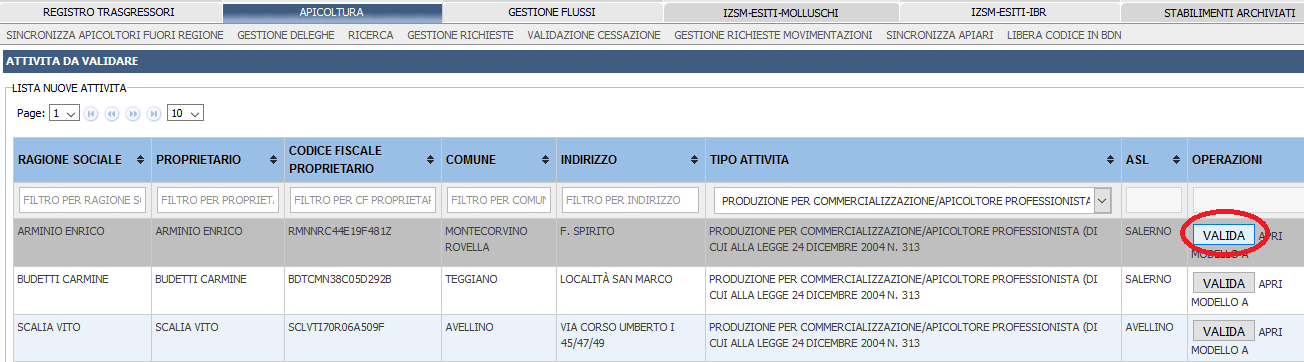 REGISTRO TRASGRESSORI APICOLTURA GESTIONE FLUSSI IZSM-ESITI-MOLLUSCHI IZSM-ESITI-IBR STABILIMENTI ARCHIVIATI
SINCRONIZZA APICOLTORI FUORI REGIONE GESTIONE DELEGHE RICERCA GESTIONE RICHIESTE VALIDAZIONE CESSAZIONE GESTIONE RICHIESTE MOVIMENTAZIONI SINCRONIZZA APIARI LIBERA CODICE IN BDN
ATTIVITA DA VALIDARE
LISTA NUOVE ATTIVITA
Page: 1 10
RAGIONE SOCIALE PROPRIETARIO CODICE FISCALE PROPRIETARIO COMUNE INDIRIZZO TIPO ATTIVITA ASL OPERAZIONI
FILTRO PER RAGIONE SO FILTRO PER PROPRIETA FILTRO PER CF PROPRIETAR FILTRO PER COMUN FILTRO PER INDIRIZZO PRODUZIONE PER COMMERCIALIZZAZIONE/APICOLTORE PROFESSIONISTA
ARMINIO ENRICO ARMINIO ENRICO RMNNRC44E19F481Z MONTECORVINO F. SPIRITO PRODUZIONE PER COMMERCIALIZZAZIONE/APICOLTORE PROFESSIONISTA (DI SALERNO VALIDA APRI
ROVELLA CUI ALLA LEGGE 24 DICEMBRE 2004 N. 313 MODELLO A
BUDETTI CARMINE BUDETTI CARMINE BDTCMN38C05D292B TEGGIANO LOCALITÀ SAN MARCO PRODUZIONE PER COMMERCIALIZZAZIONE/APICOLTORE PROFESSIONISTA (DI SALERNO VALIDA APRI
CUI ALLA LEGGE 24 DICEMBRE 2004 N. 313 MODELLO A
SCALIA VITO SCALIA VITO SCLVTI70R06A509F AVELLINO VIA CORSO UMBERTO I PRODUZIONE PER COMMERCIALIZZAZIONE/APICOLTORE PROFESSIONISTA (DI AVELLINO VALIDA APRI
45/47/49 CUI ALLA LEGGE 24 DICEMBRE 2004 N. 313 MODELLO A